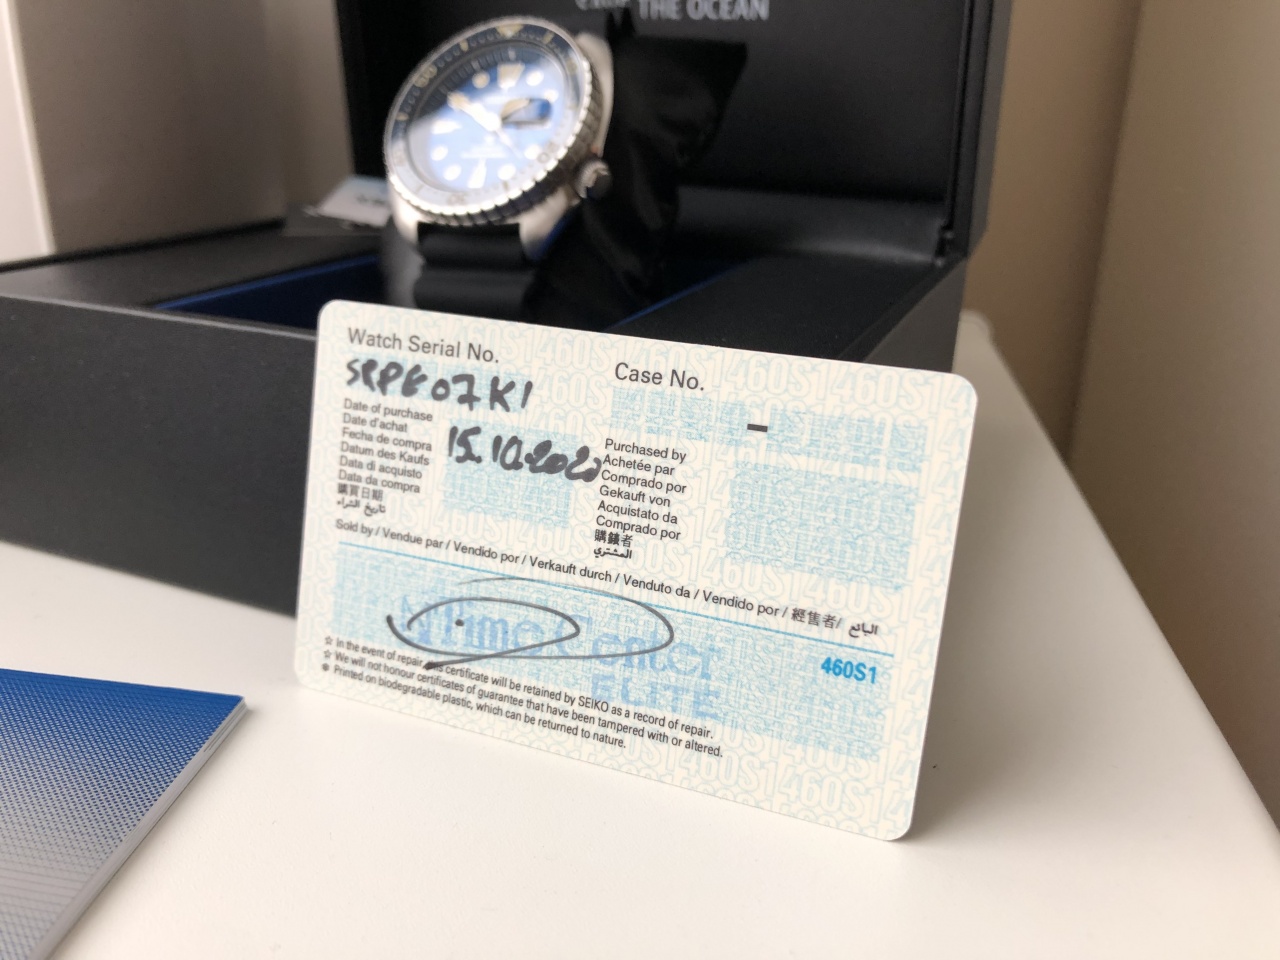 THE OCEAN
Watch Serial No.
SRPE07K1
Case No.
-
Date of purchase
Date d'achat
Fecha de compra
Datum des Kaufs
Data di acquisto
Data da compra
購買日期
تاريخ الشراء
15.10.2020
Purchased by
Achetée par
Comprado por
Gekauft von
Acquistato da
Comprado por
購錶者
المشتري
Sold by / Vendue par / Vendido por / Verkauft durch / Venduto da / Vendido por / 經售者/ البائع
Time Center
ELITE
460S1
☆ In the event of repair, this certificate will be retained by SEIKO as a record of repair.
☆ We will not honour certificates of guarantee that have been tampered with or altered.
※ Printed on biodegradable plastic, which can be returned to nature.